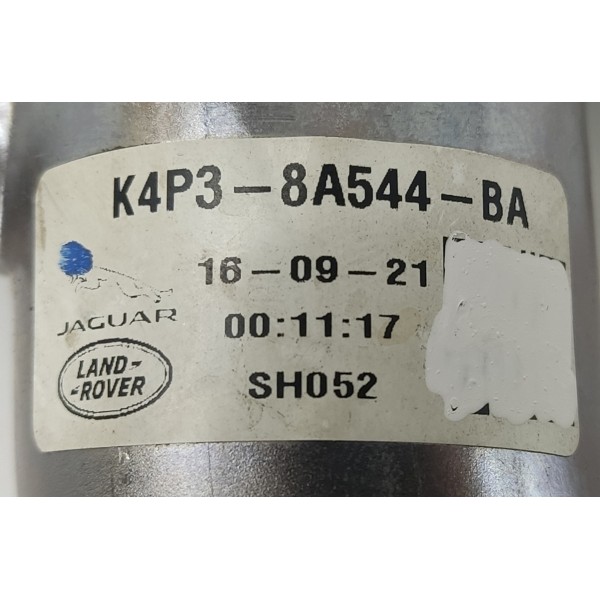 K4P3-8A544-BA
16-09-21
JAGUAR
00:11:17
LAND-
-ROVER
SH052